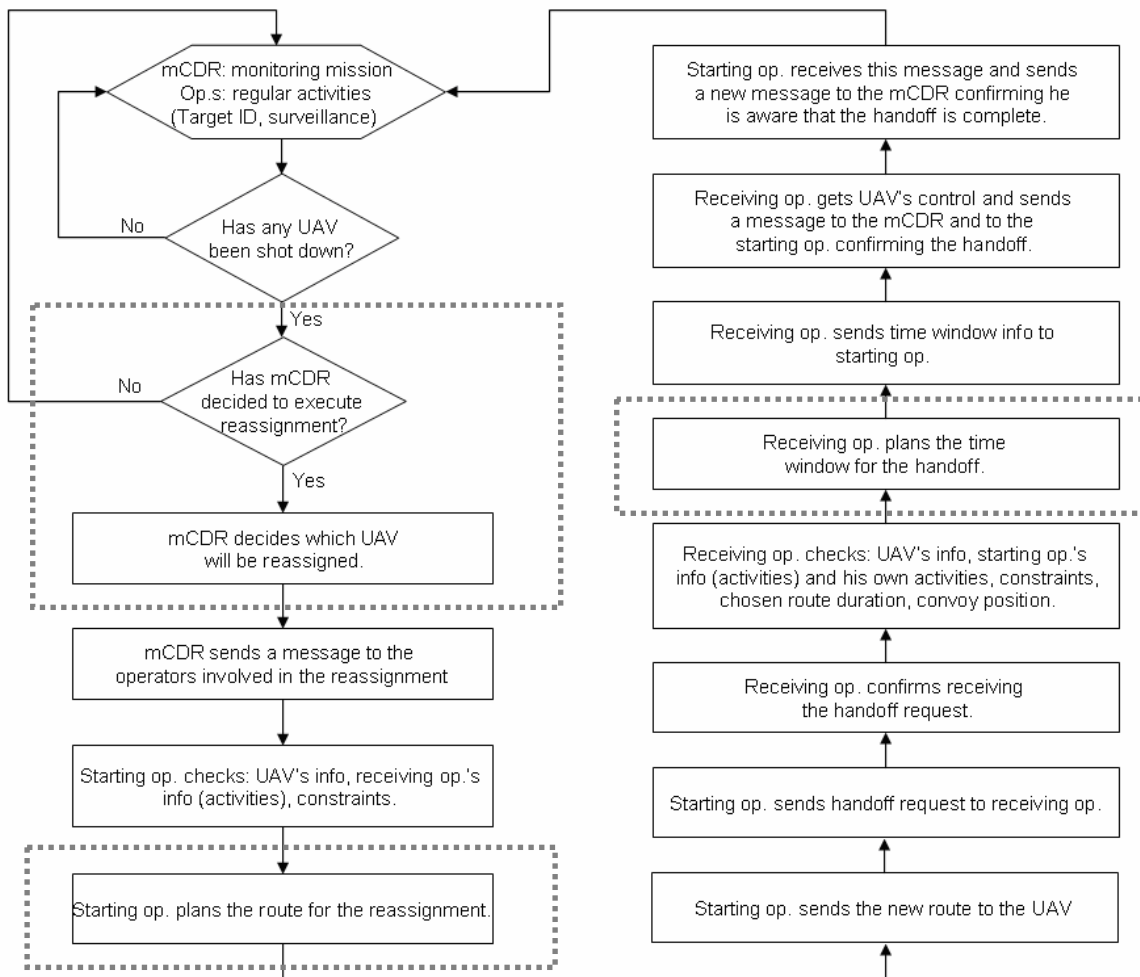 mCDR: monitoring mission
Op.s: regular activities
(Target ID, surveillance)
No
Has any UAV
been shot down?
Yes
No
Has mCDR
decided to execute
reassignment?
Yes
mCDR decides which UAV
will be reassigned.
mCDR sends a message to the
operators involved in the reassignment
Starting op. checks: UAV's info, receiving op.'s
info (activities), constraints.
Starting op. plans the route for the reassignment.
Starting op. sends the new route to the UAV
Starting op. sends handoff request to receiving op.
Receiving op. confirms receiving
the handoff request.
Receiving op. checks: UAV's info, starting op.'s
info (activities) and his own activities, constraints,
chosen route duration, convoy position.
Receiving op. plans the time
window for the handoff.
Receiving op. sends time window info to
starting op.
Receiving op. gets UAV's control and sends
a message to the mCDR and to the
starting op. confirming the handoff.
Starting op. receives this message and sends
a new message to the mCDR confirming he
is aware that the handoff is complete.